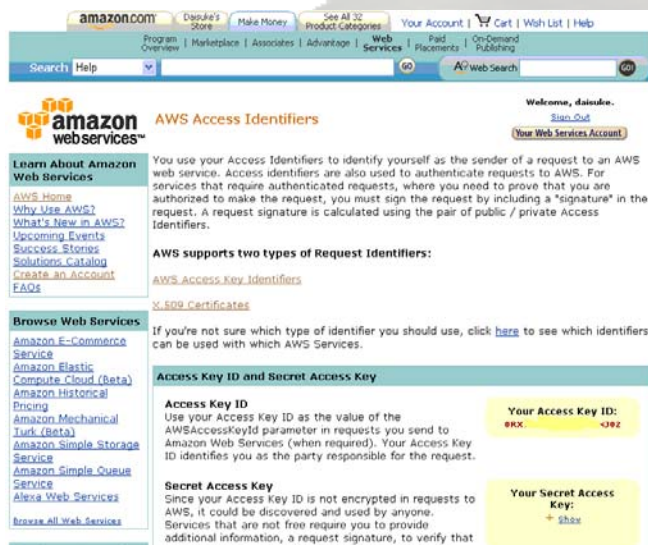 amazon.com
Daisuke's Store
Make Money
See All 32 Product Categories
Your Account | Cart | Wish List | Help
Program Overview | Marketplace | Associates | Advantage | Web Services | Paid Placements | On-Demand Publishing
Search Help GO A9 Web Search GO!
amazon
webservices™
AWS Access Identifiers
Welcome, daisuke.
Sign Out
Your Web Services Account
Learn About Amazon
Web Services
AWS Home
Why Use AWS?
What's New in AWS?
Upcoming Events
Success Stories
Solutions Catalog
Create an Account
FAQs
Browse Web Services
Amazon E-Commerce
Service
Amazon Elastic
Compute Cloud (Beta)
Amazon Historical
Pricing
Amazon Mechanical
Turk (Beta)
Amazon Simple Storage
Service
Amazon Simple Queue
Service
Alexa Web Services
Browse All Web Services
You use your Access Identifiers to identify yourself as the sender of a request to an AWS
web service. Access identifiers are also used to authenticate requests to AWS. For
services that require authenticated requests, where you need to prove that you are
authorized to make the request, you must sign the request by including a "signature" in the
request. A request signature is calculated using the pair of public / private Access
Identifiers.
AWS supports two types of Request Identifiers:
AWS Access Key Identifiers
X.509 Certificates
If you're not sure which type of identifier you should use, click here to see which identifiers
can be used with which AWS Services.
Access Key ID and Secret Access Key
Access Key ID
Use your Access Key ID as the value of the
AWSAccessKeyId parameter in requests you send to
Amazon Web Services (when required). Your Access Key
ID identifies you as the party responsible for the request.
Your Access Key ID:
Secret Access Key
Since your Access Key ID is not encrypted in requests to
AWS, it could be discovered and used by anyone.
Services that are not free require you to provide
additional information, a request signature, to verify that
Your Secret Access
Key:
+ Show